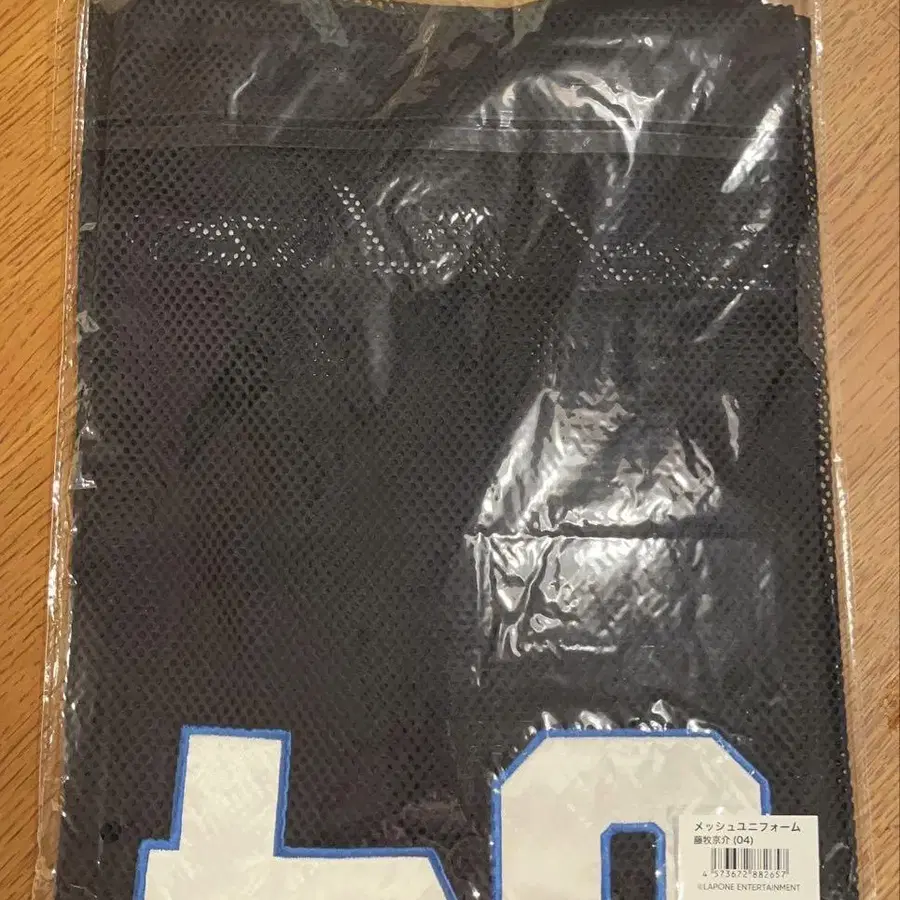 メッシュユニフォーム
藤牧京介 (04)
4 573672 882657
©LAPONE ENTERTAINMENT